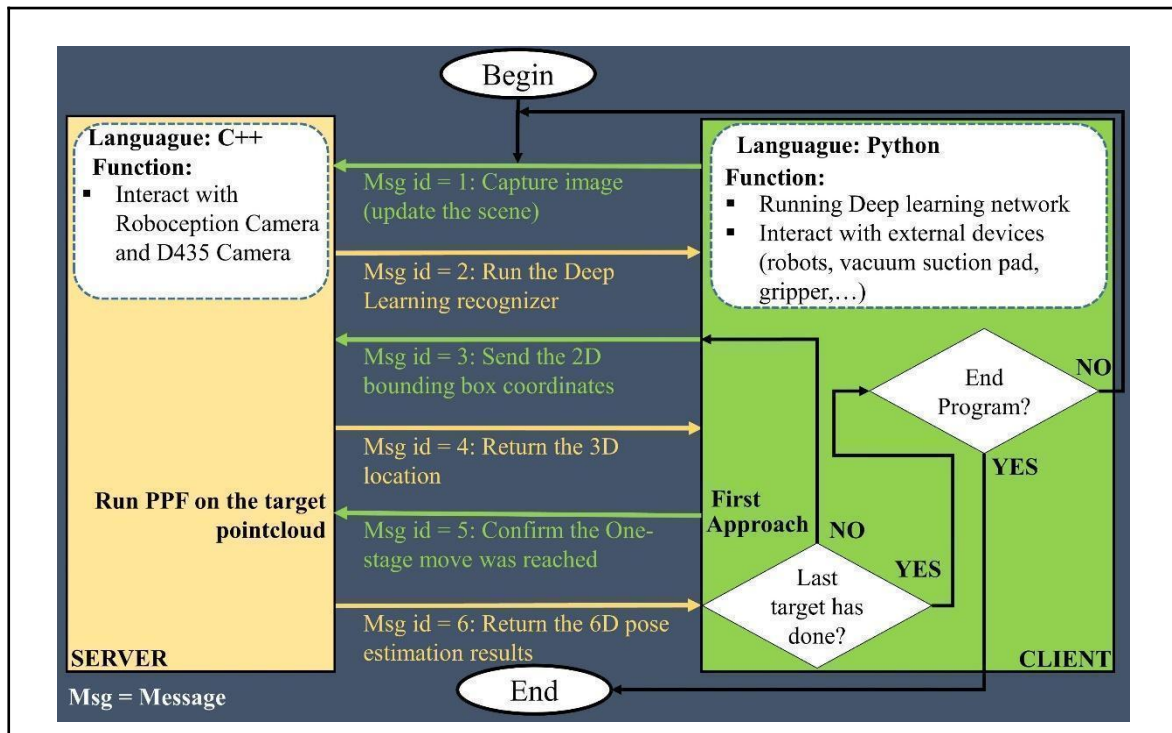 Begin
Languague: C++
Function:
▪ Interact with
Roboception Camera
and D435 Camera
Languague: Python
Function:
▪ Running Deep learning network
▪ Interact with external devices
(robots, vacuum suction pad,
gripper,...)
Msg id = 1: Capture image
(update the scene)
Msg id = 2: Run the Deep
Learning recognizer
Msg id = 3: Send the 2D
bounding box coordinates
Msg id = 4: Return the 3D
location
Run PPF on the target
pointcloud
Msg id = 5: Confirm the One-
stage move was reached
Msg id = 6: Return the 6D pose
estimation results
First
Approach
NO
Last
target has
done?
YES
End
Program?
NO
YES
SERVER
CLIENT
Msg = Message
End